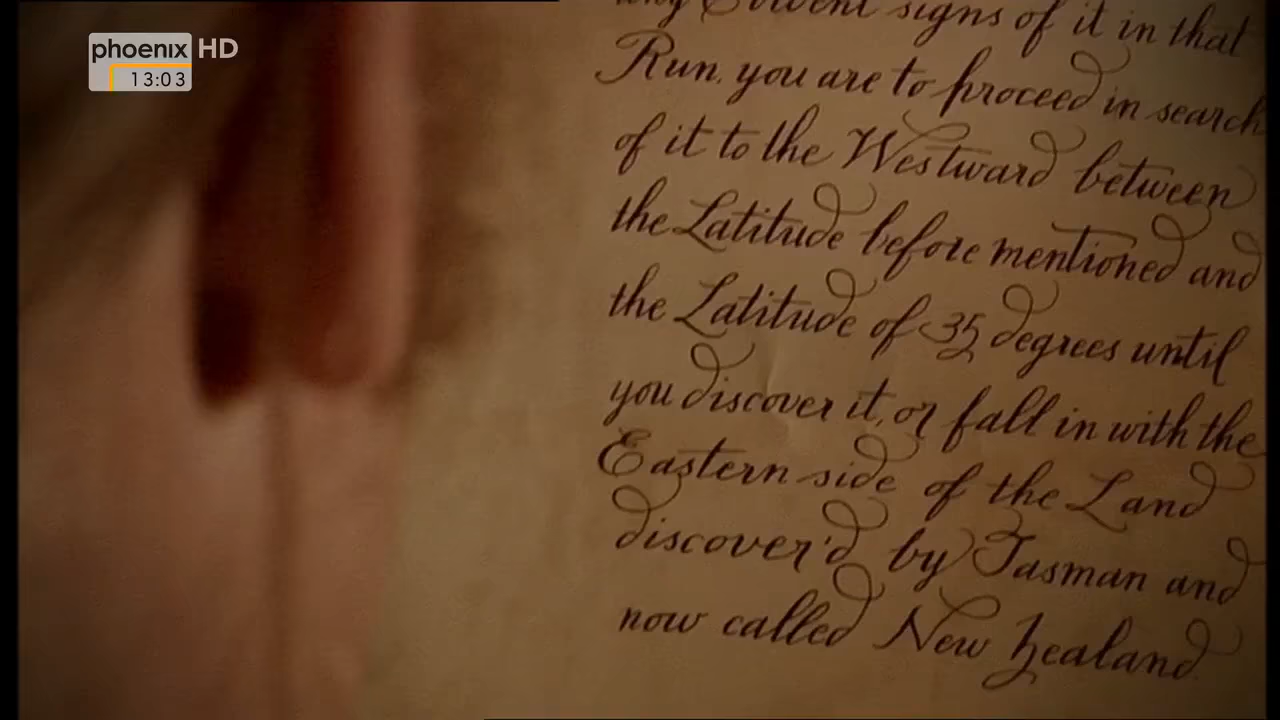 phoenix HD
13:03
any Evident signs of it in that
Run, you are to proceed in search
of it to the Westward between
the Latitude before mentioned and
the Latitude of 35 degrees until
you discover it, or fall in with the
Eastern side of the Land
discover'd by Tasman and
now called New Zealand.